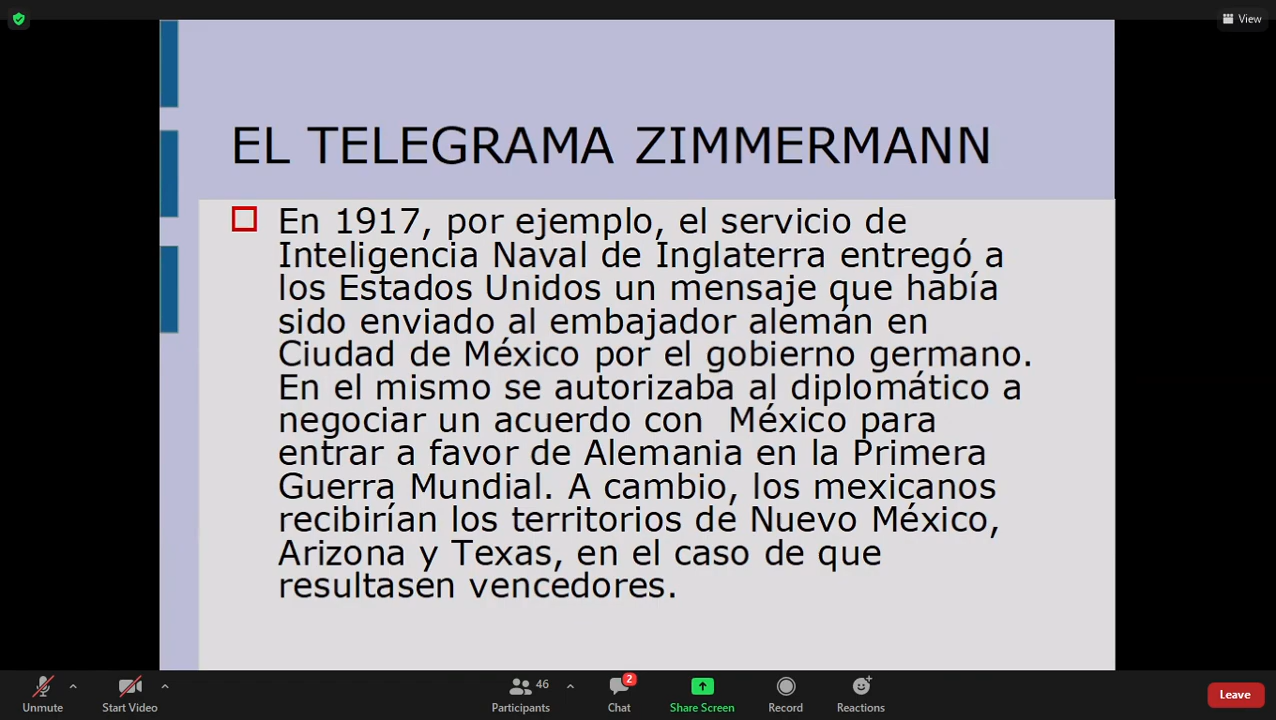 View
EL TELEGRAMA ZIMMERMANN
En 1917, por ejemplo, el servicio de
Inteligencia Naval de Inglaterra entregó a
los Estados Unidos un mensaje que había
sido enviado al embajador alemán en
Ciudad de México por el gobierno germano.
En el mismo se autorizaba al diplomático a
negociar un acuerdo con  México para
entrar a favor de Alemania en la Primera
Guerra Mundial. A cambio, los mexicanos
recibirían los territorios de Nuevo México,
Arizona y Texas, en el caso de que
resultasen vencedores.
Unmute
Start Video
46
Participants
2
Chat
Share Screen
Record
Reactions
Leave